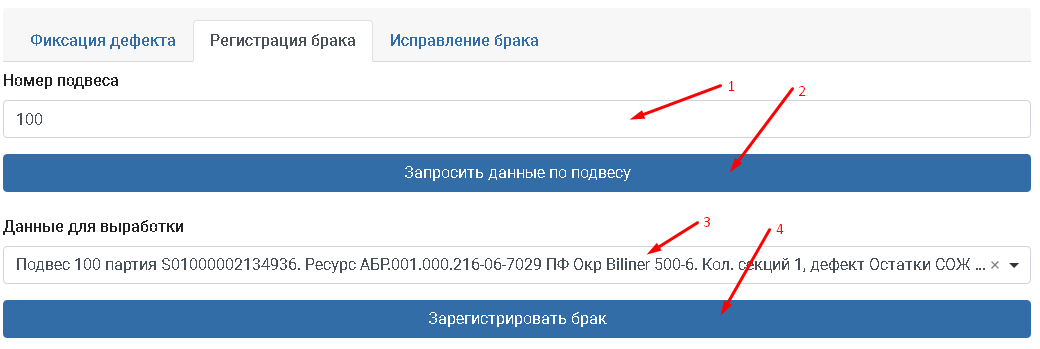 Фиксация дефекта Регистрация брака Исправление брака
Номер подвеса
1
2
100
Запросить данные по подвесу
Данные для выработки
3
4
Подвес 100 партия S01000002134936. Ресурс АБР.001.000.216-06-7029 ПФ Окр Biliner 500-6. Кол. секций 1, дефект Остатки СОЖ ... ×
Зарегистрировать брак